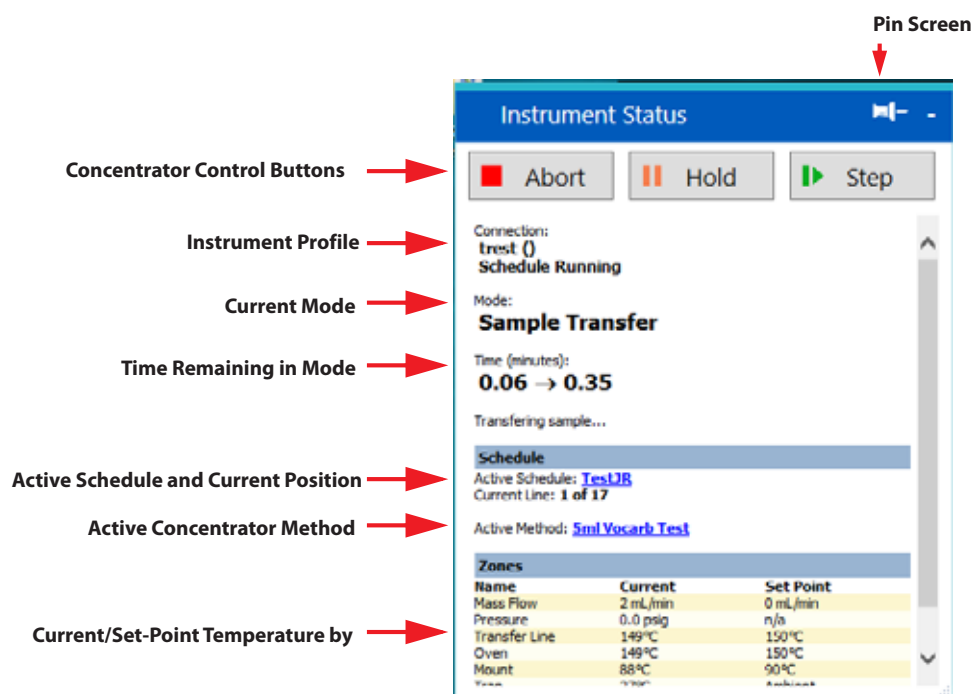 Pin Screen
Instrument Status
Concentrator Control Buttons
Abort Hold Step
Instrument Profile
Connection:
trest ()
Schedule Running
Current Mode
Mode:
Sample Transfer
Time Remaining in Mode
Time (minutes):
0.06 → 0.35
Transfering sample...
Schedule
Active Schedule and Current Position
Active Schedule: TestJR
Current Line: 1 of 17
Active Concentrator Method
Active Method: 5ml Vocarb Test
Zones
Name Current Set Point
Mass Flow 2 mL/min 0 mL/min
Pressure 0.0 psig n/a
Current/Set-Point Temperature by
Transfer Line 149°C 150°C
Oven 149°C 150°C
Mount 88°C 90°C